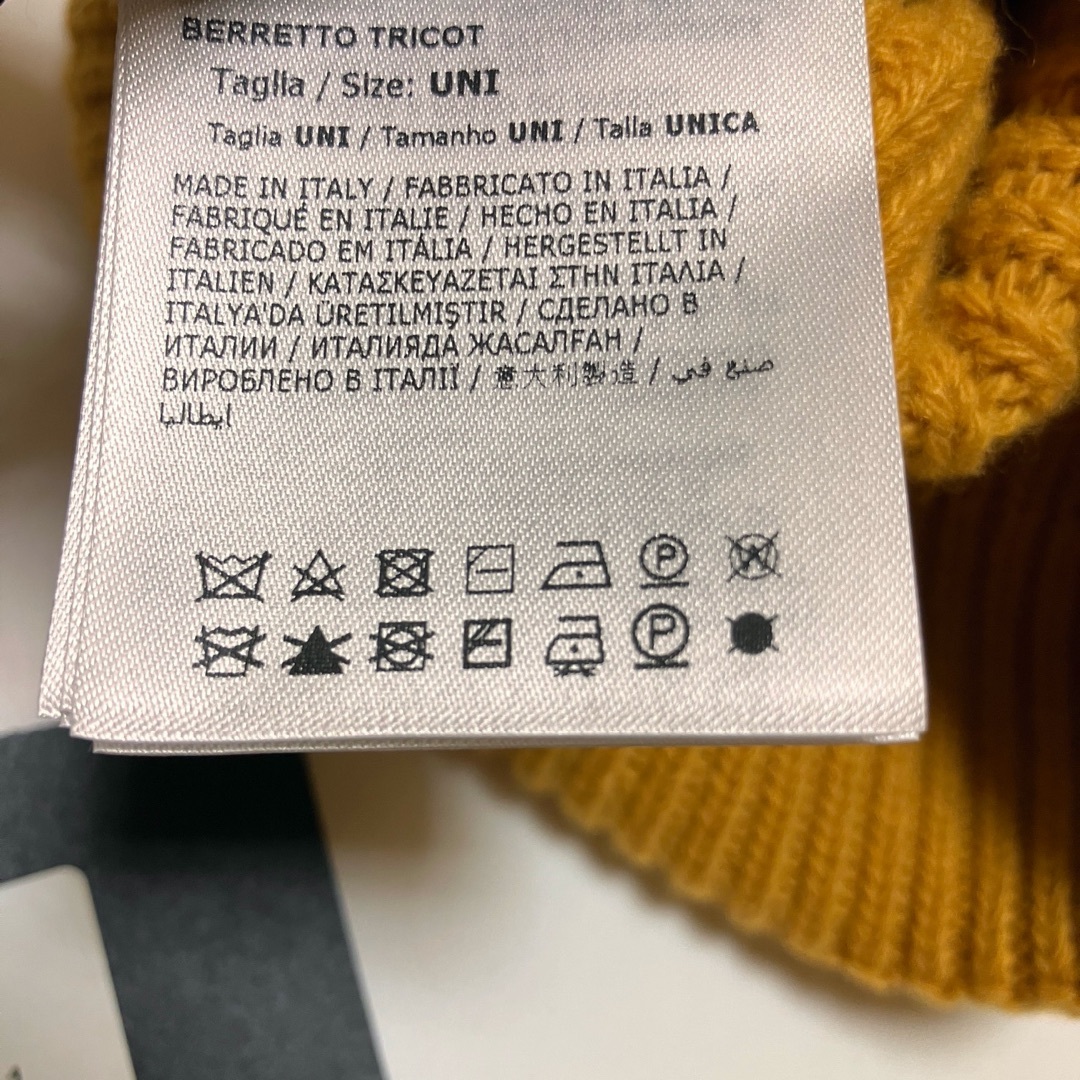 BERRETTO TRICOT
Taglia / Size: UNI
Taglia UNI / Tamanho UNI / Talla UNICA
MADE IN ITALY / FABBRICATO IN ITALIA /
FABRIQUÉ EN ITALIE / HECHO EN ITALIA /
FABRICADO EM ITÁLIA / HERGESTELLT IN
ITALIEN / ΚΑΤΑΣΚΕΥΑΖΕΤΑΙ ΣΤΗΝ ΙΤΑΛΙΑ /
ITALYA'DA ÜRETILMIŞTIR / СДЕЛАНО В
ИТАЛИИ / ИТАЛИЯДА ЖАСАЛҒАН /
ВИРОБЛЕНО В ІТАЛІЇ / 意大利製造 / صنع في
ايطاليا
P W
P